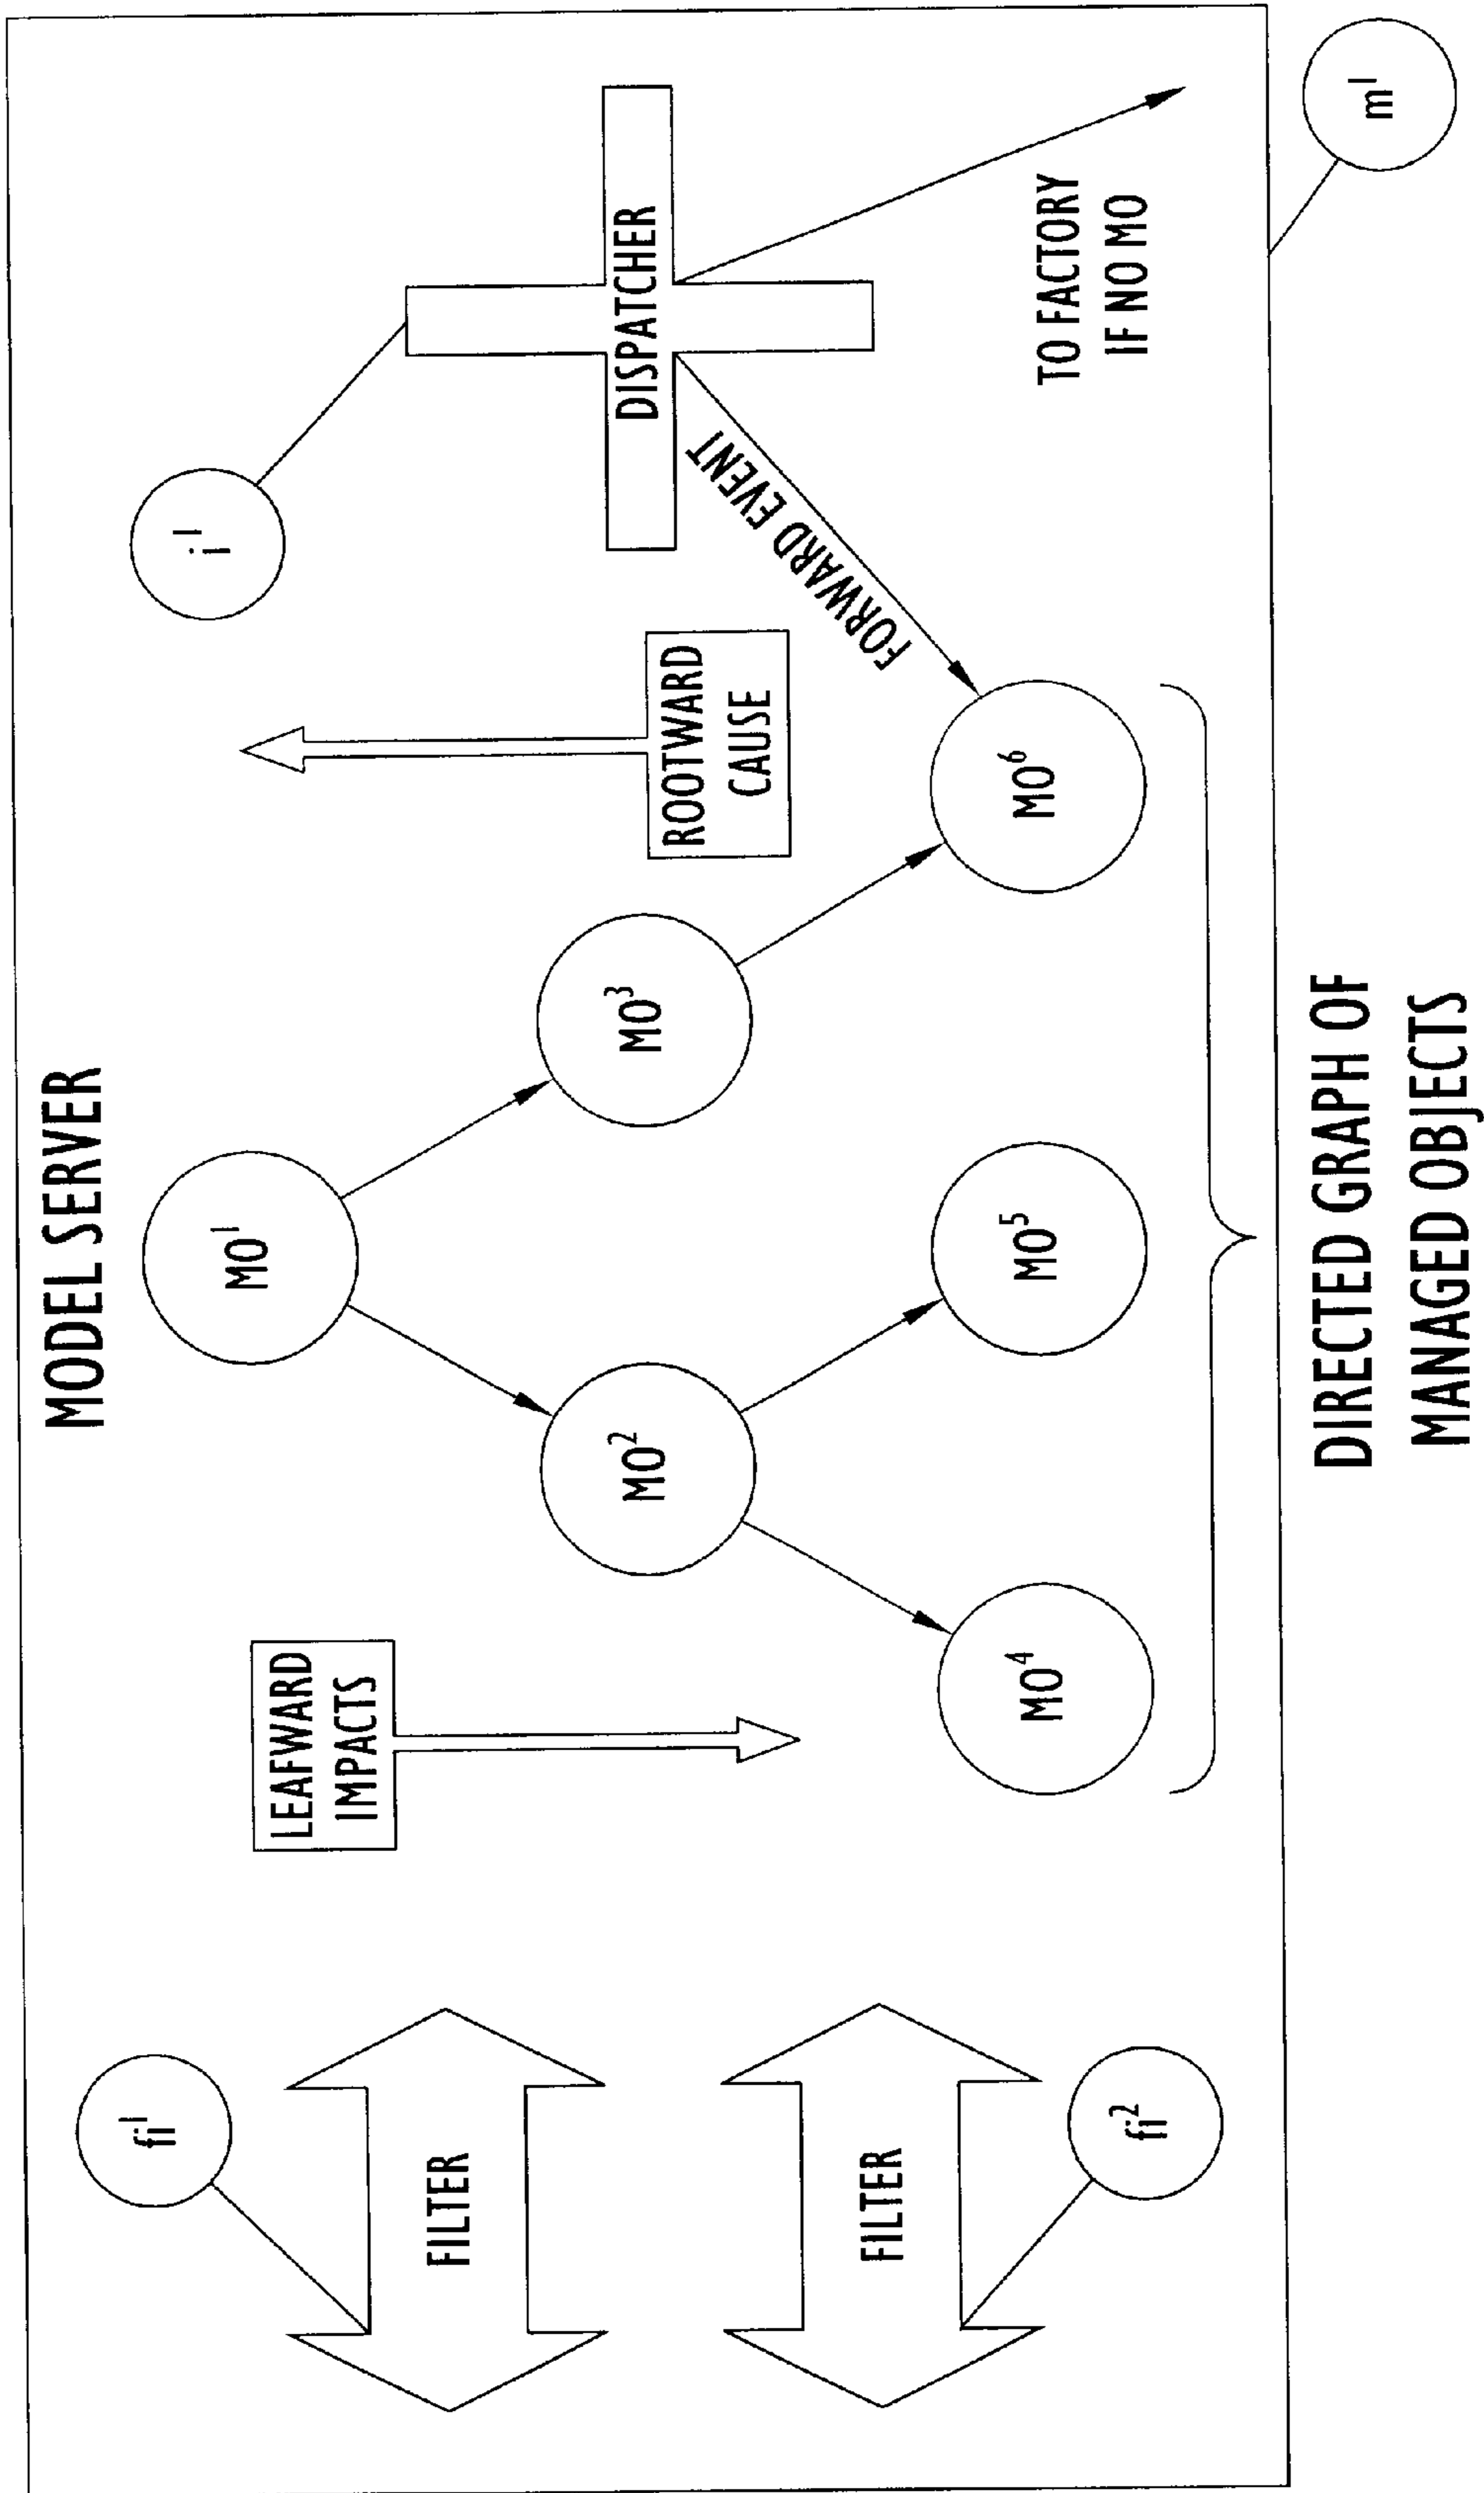 MODEL SERVER
fi¹
LEAFWARD
IMPACTS
MO¹
i¹
FILTER
MO²
MO³
ROOTWARD
CAUSE
DISPATCHER
FORWARD EVENT
FILTER
fi²
MO⁴
MO⁵
MO⁶
TO FACTORY
IF NO MO
DIRECTED GRAPH OF
MANAGED OBJECTS
m¹